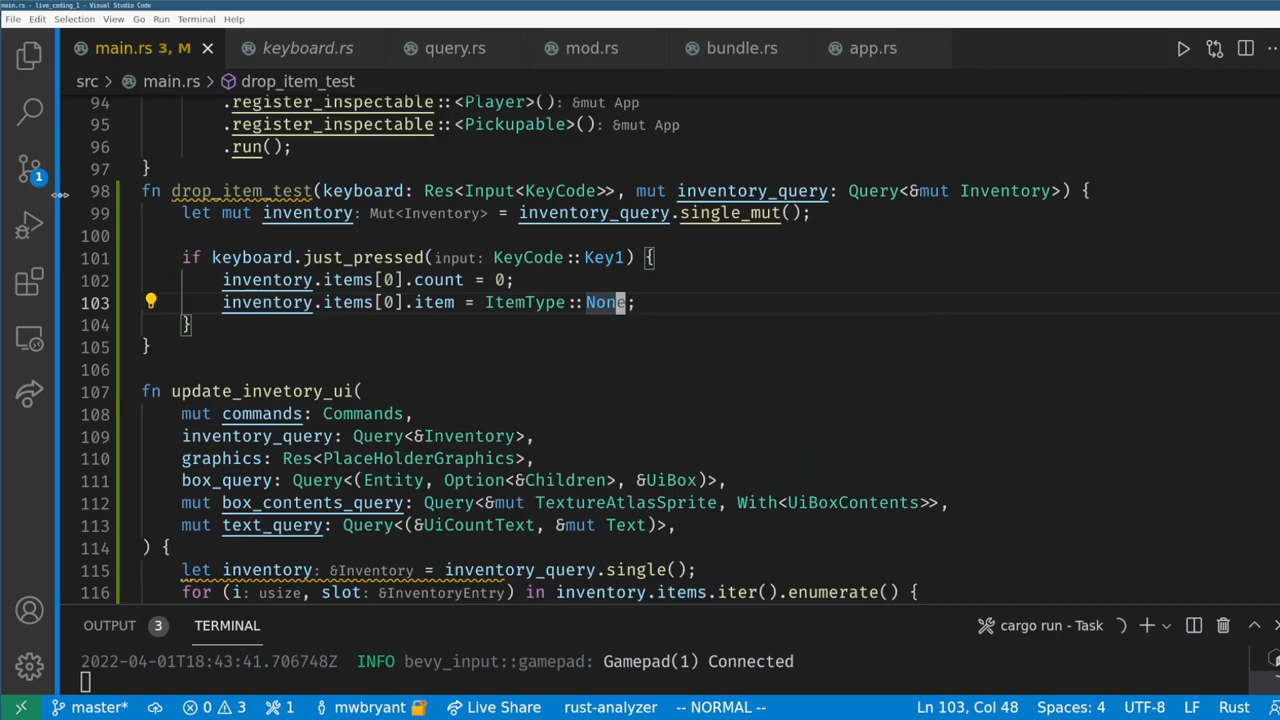 main.rs - live_coding_1 - Visual Studio Code
File Edit Selection View Go Run Terminal Help
main.rs 3, M keyboard.rs query.rs mod.rs bundle.rs app.rs
src > main.rs > drop_item_test
94 .register_inspectable::<Player>(): &mut App
95 .register_inspectable::<Pickupable>(): &mut App
96 .run();
97 }
98 fn drop_item_test(keyboard: Res<Input<KeyCode>>, mut inventory_query: Query<&mut Inventory>) {
99 let mut inventory: Mut<Inventory> = inventory_query.single_mut();
100
101 if keyboard.just_pressed(input: KeyCode::Key1) {
102 inventory.items[0].count = 0;
103 inventory.items[0].item = ItemType::None;
104 }
105 }
106
107 fn update_invetory_ui(
108 mut commands: Commands,
109 inventory_query: Query<&Inventory>,
110 graphics: Res<PlaceHolderGraphics>,
111 box_query: Query<(Entity, Option<&Children>, &UiBox)>,
112 mut box_contents_query: Query<&mut TextureAtlasSprite, With<UiBoxContents>>,
113 mut text_query: Query<(&UiCountText, &mut Text)>,
114 ) {
115 let inventory: &Inventory = inventory_query.single();
116 for (i: usize, slot: &InventoryEntry) in inventory.items.iter().enumerate() {
1
OUTPUT 3 TERMINAL cargo run - Task
2022-04-01T18:43:41.706748Z INFO bevy_input::gamepad: Gamepad(1) Connected
master* 0 3 1 mwbryant Live Share rust-analyzer -- NORMAL -- Ln 103, Col 48 Spaces: 4 UTF-8 LF Rust